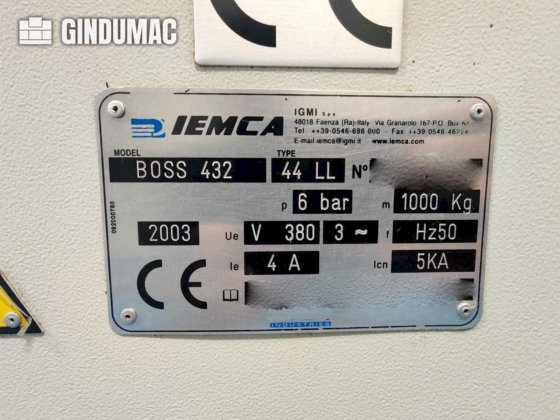 GINDUMAC
CE
IEMCA
IGMI S.p.A
48018 Faenza (Ra)-Italy Via Granarolo 167-P.O. Box
Tel. ++39-0546-698 000 - Fax ++39 0546
E-mail iemca@igmi.it www.iemca.com
MODEL TYPE
BOSS 432 44 LL N°
p 6 bar m 1000 Kg
2003 Ue V 380 3 ~ f Hz50
CE Ie 4 A Icn 5KA
092000780
INDUSTRIES